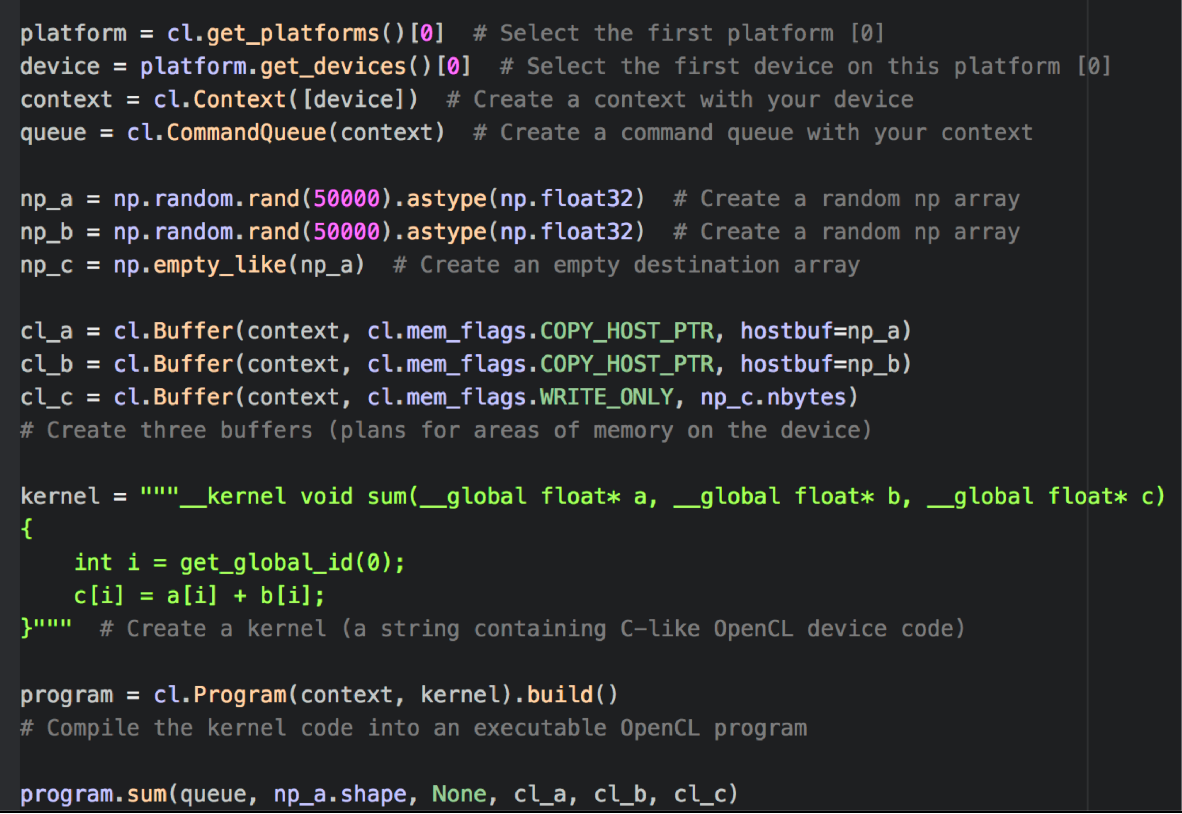 platform = cl.get_platforms()[0]  # Select the first platform [0]
device = platform.get_devices()[0]  # Select the first device on this platform [0]
context = cl.Context([device])  # Create a context with your device
queue = cl.CommandQueue(context)  # Create a command queue with your context

np_a = np.random.rand(50000).astype(np.float32)  # Create a random np array
np_b = np.random.rand(50000).astype(np.float32)  # Create a random np array
np_c = np.empty_like(np_a)  # Create an empty destination array

cl_a = cl.Buffer(context, cl.mem_flags.COPY_HOST_PTR, hostbuf=np_a)
cl_b = cl.Buffer(context, cl.mem_flags.COPY_HOST_PTR, hostbuf=np_b)
cl_c = cl.Buffer(context, cl.mem_flags.WRITE_ONLY, np_c.nbytes)
# Create three buffers (plans for areas of memory on the device)

kernel = """__kernel void sum(__global float* a, __global float* b, __global float* c)
{
    int i = get_global_id(0);
    c[i] = a[i] + b[i];
}"""  # Create a kernel (a string containing C-like OpenCL device code)

program = cl.Program(context, kernel).build()
# Compile the kernel code into an executable OpenCL program

program.sum(queue, np_a.shape, None, cl_a, cl_b, cl_c)